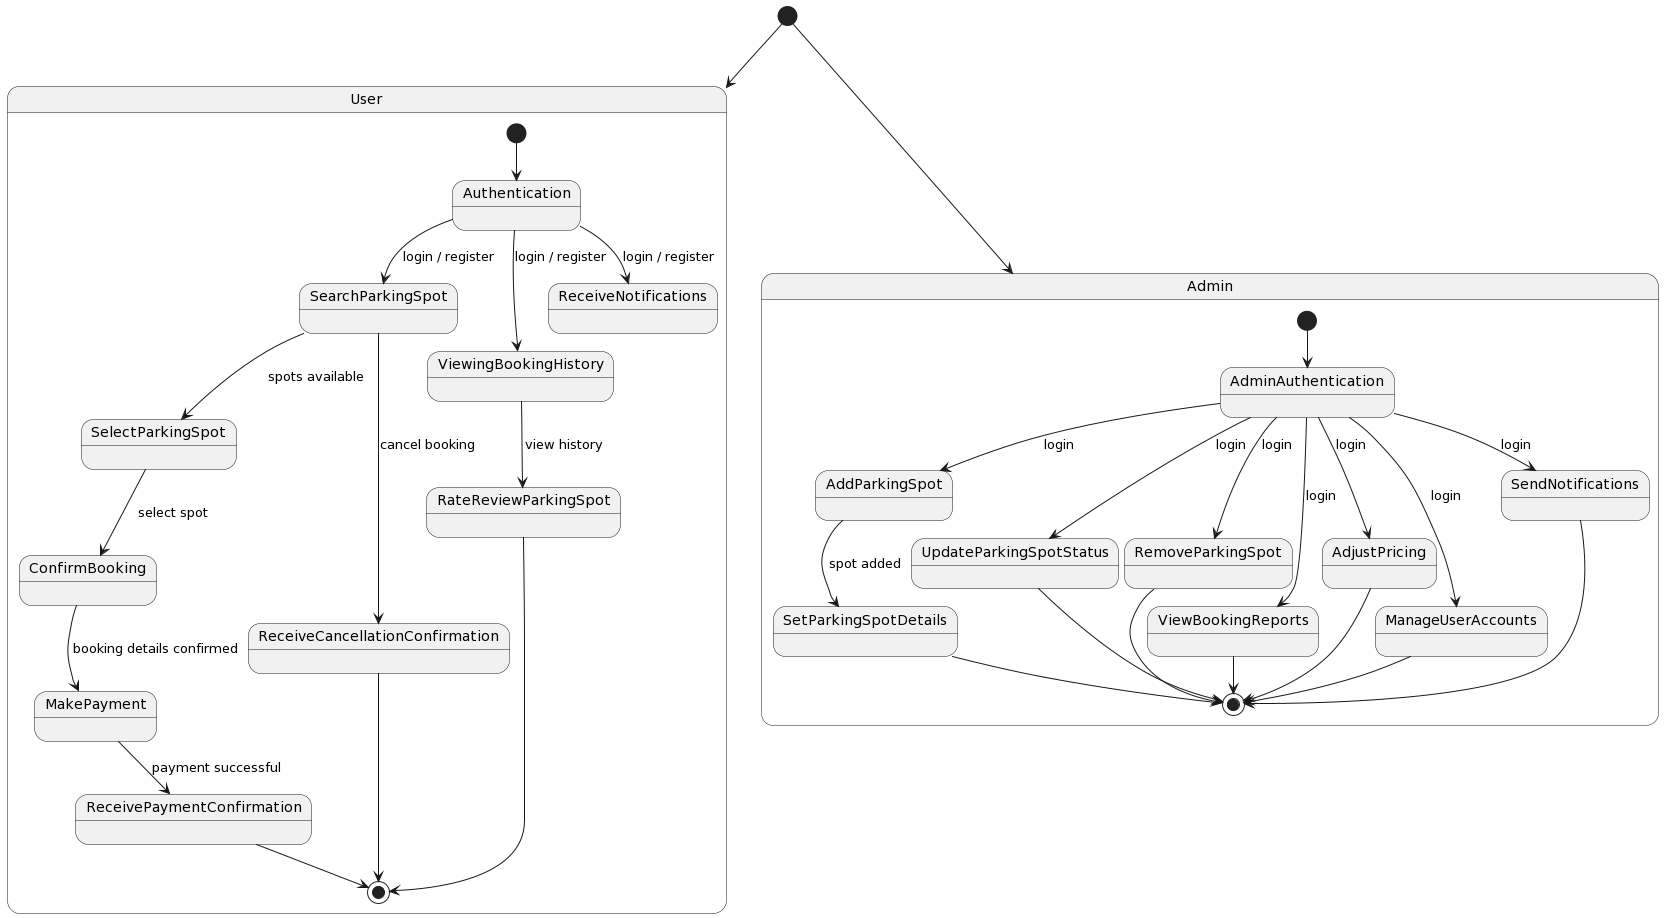 User
Authentication
login / register
login / register
login / register
SearchParkingSpot
ReceiveNotifications
ViewingBookingHistory
spots available
SelectParkingSpot
cancel booking
view history
RateReviewParkingSpot
select spot
ConfirmBooking
ReceiveCancellationConfirmation
booking details confirmed
MakePayment
payment successful
ReceivePaymentConfirmation
Admin
AdminAuthentication
login
login
login
login
login
login
login
AddParkingSpot
SendNotifications
UpdateParkingSpotStatus
RemoveParkingSpot
AdjustPricing
spot added
SetParkingSpotDetails
ViewBookingReports
ManageUserAccounts